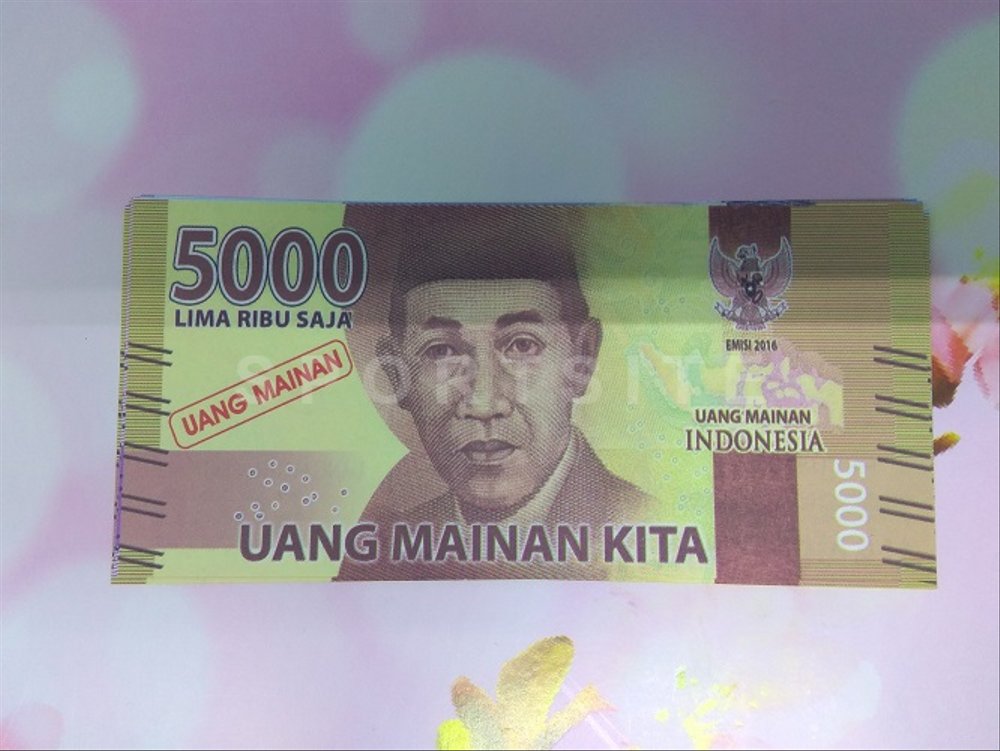 5000
LIMA RIBU SAJA
UANG MAINAN
EMISI 2016
UANG MAINAN
INDONESIA
5000
UANG MAINAN KITA